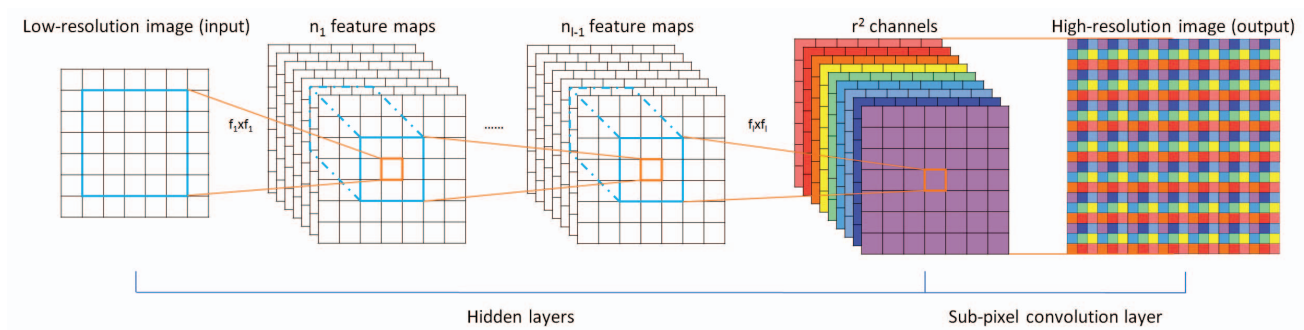 Low-resolution image (input)
n₁ feature maps
nₗ₋₁ feature maps
r² channels
High-resolution image (output)
f₁xf₁
......
fₗxfₗ
Hidden layers
Sub-pixel convolution layer